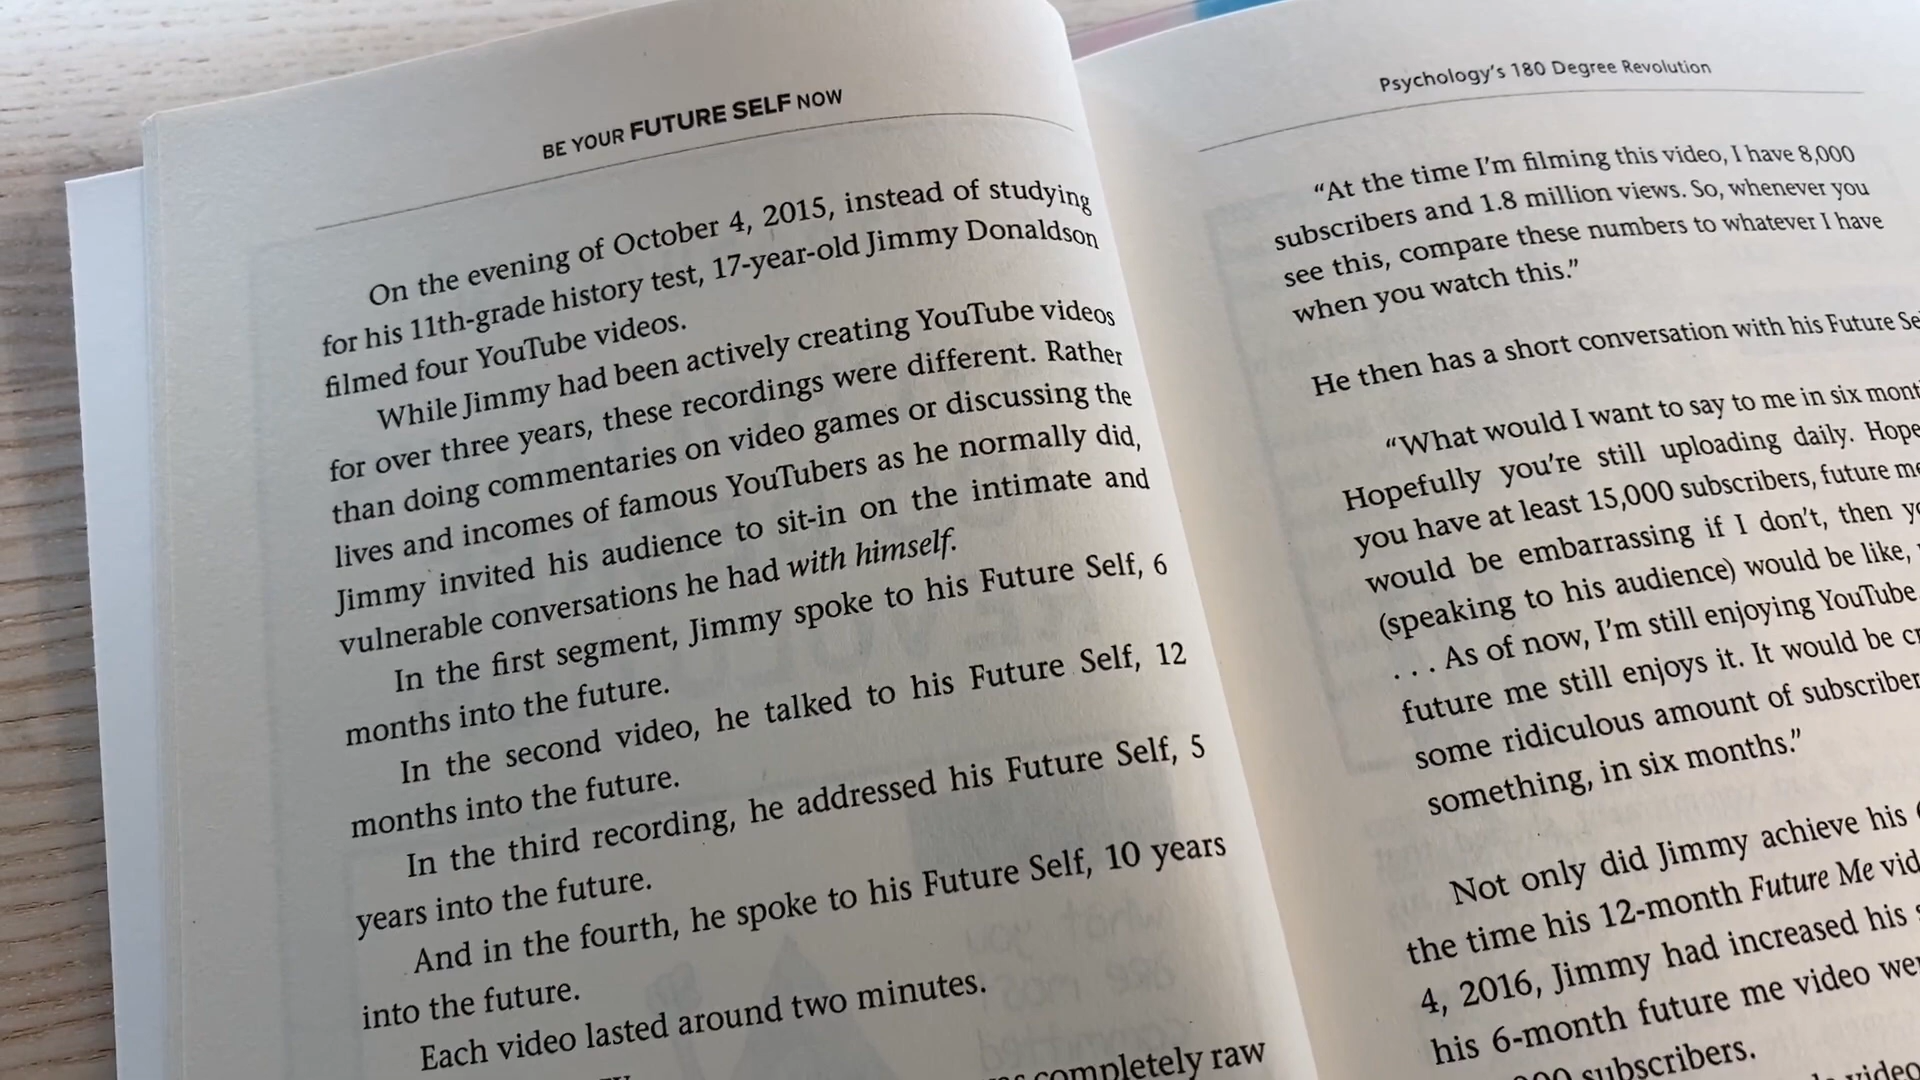 BE YOUR FUTURE SELF NOW
On the evening of October 4, 2015, instead of studying
for his 11th-grade history test, 17-year-old Jimmy Donaldson
filmed four YouTube videos.
While Jimmy had been actively creating YouTube videos
for over three years, these recordings were different. Rather
than doing commentaries on video games or discussing the
lives and incomes of famous YouTubers as he normally did,
Jimmy invited his audience to sit-in on the intimate and
vulnerable conversations he had with himself.
In the first segment, Jimmy spoke to his Future Self, 6
months into the future.
In the second video, he talked to his Future Self, 12
months into the future.
In the third recording, he addressed his Future Self, 5
years into the future.
And in the fourth, he spoke to his Future Self, 10 years
into the future.
Each video lasted around two minutes.
completely raw
Psychology's 180 Degree Revolution
“At the time I'm filming this video, I have 8,000
subscribers and 1.8 million views. So, whenever you
see this, compare these numbers to whatever I have
when you watch this.”
He then has a short conversation with his Future
“What would I want to say to me in six
Hopefully you're still uploading daily.
you have at least 15,000 subscribers, future
would be embarrassing if I don't, then
(speaking to his audience) would be like,
. . . As of now, I'm still enjoying YouTube
future me still enjoys it. It would be
some ridiculous amount of
something, in six months.”
Not only did Jimmy achieve his
the time his 12-month Future Me
4, 2016, Jimmy had increased his
his 6-month future me video
subscribers.